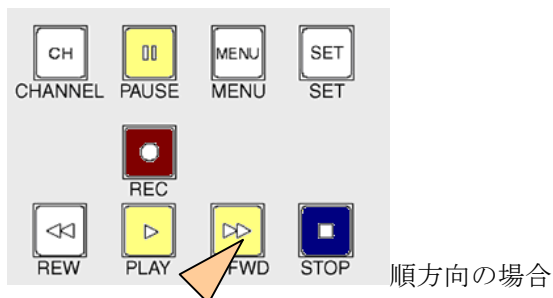 CH MENU SET
CHANNEL PAUSE MENU SET
REC
REW PLAY FWD STOP
順方向の場合